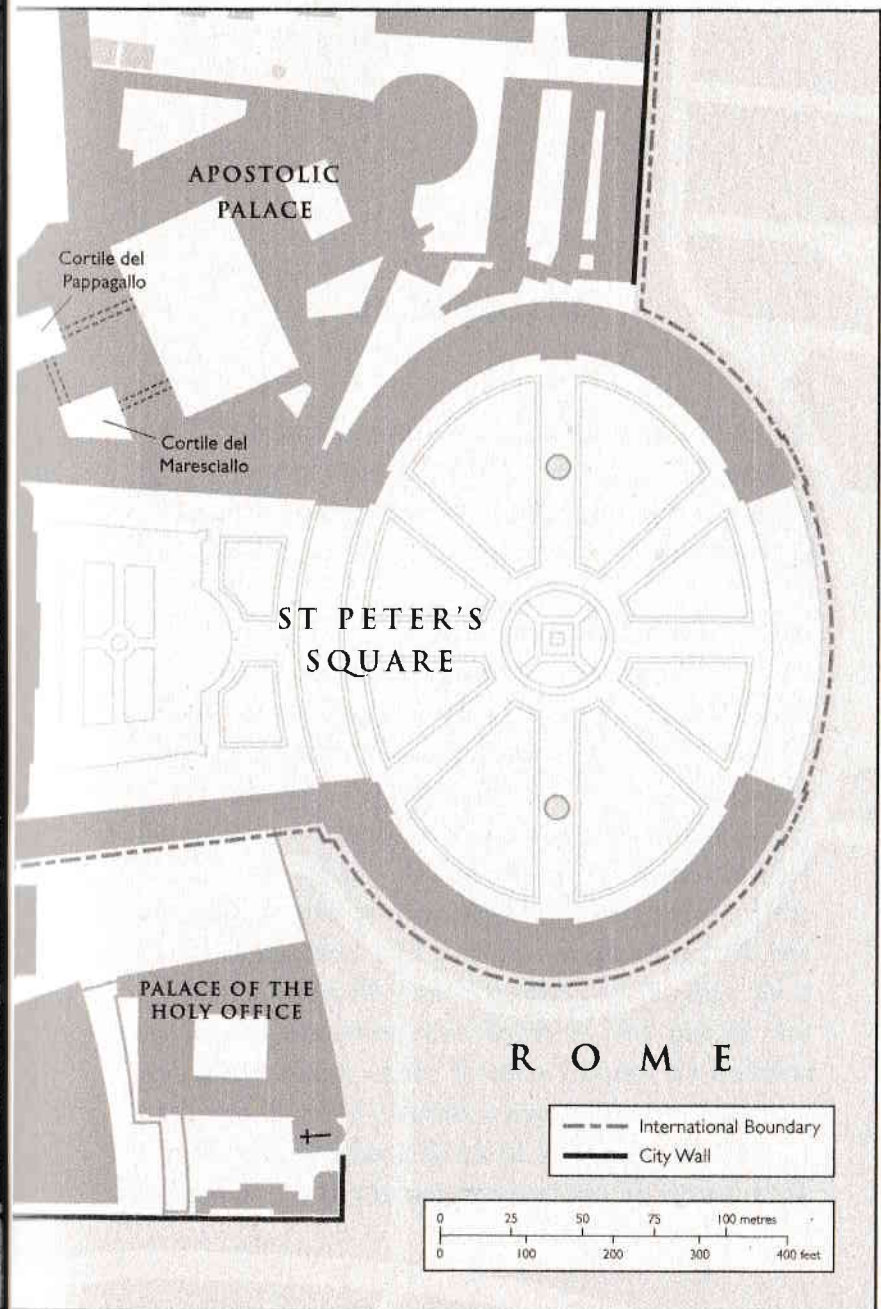 APOSTOLIC
PALACE
Cortile del
Pappagallo
Cortile del
Maresciallo
ST PETER'S
SQUARE
PALACE OF THE
HOLY OFFICE
R O M E
International Boundary
City Wall
0 25 50 75 100 metres
0 100 200 300 400 feet